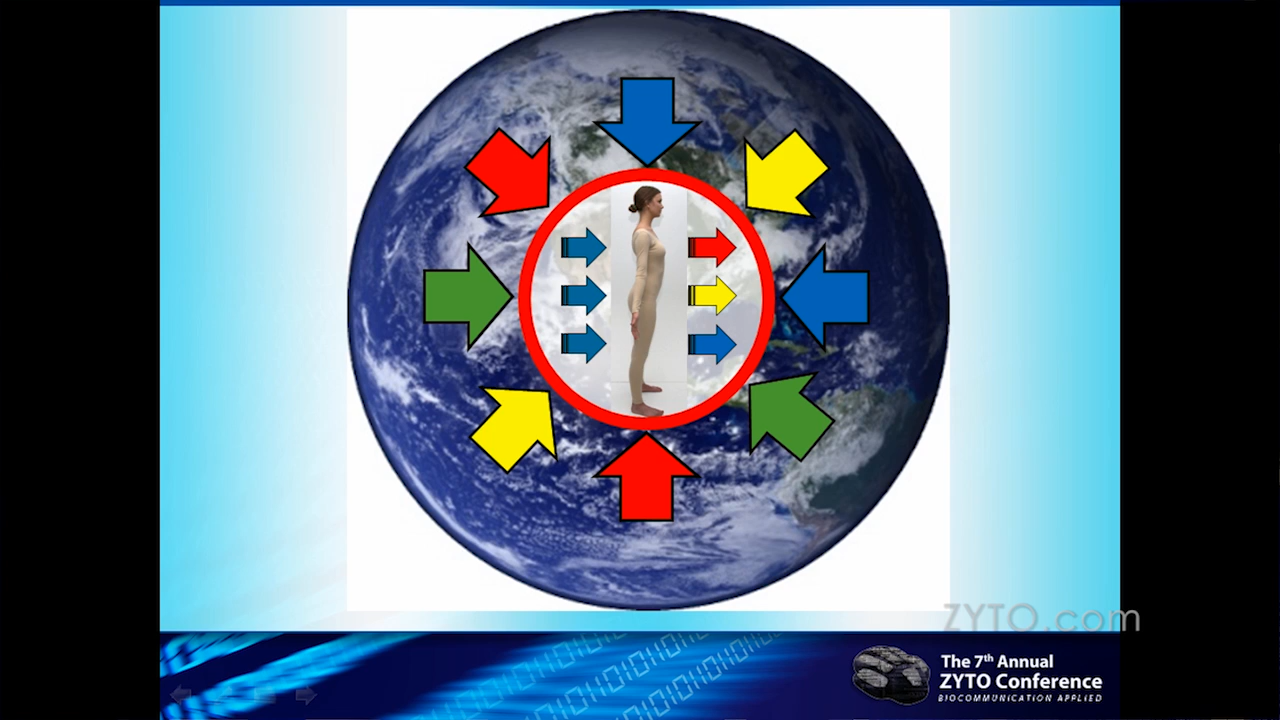 ZYTO.com
The 7th Annual
ZYTO Conference
BIOCOMMUNICATION APPLIED